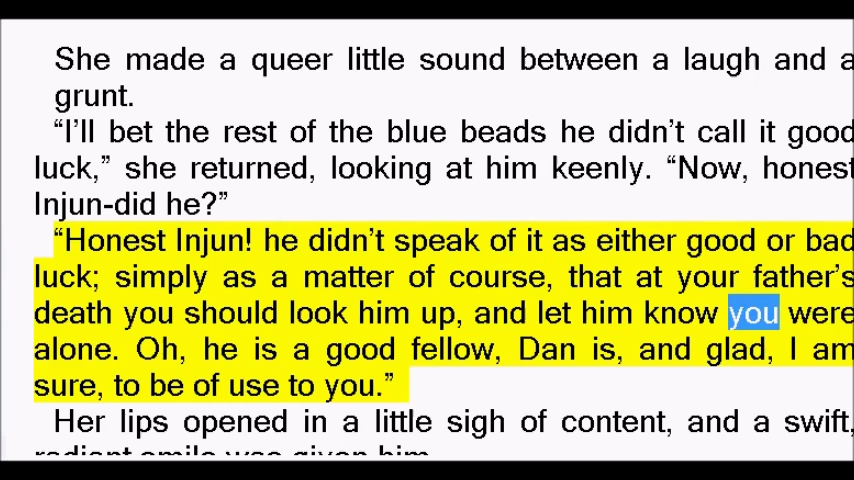 She made a queer little sound between a laugh and a
grunt.
“I’ll bet the rest of the blue beads he didn’t call it good
luck,” she returned, looking at him keenly. “Now, honest
Injun-did he?”
“Honest Injun! he didn’t speak of it as either good or bad
luck; simply as a matter of course, that at your father’s
death you should look him up, and let him know you were
alone. Oh, he is a good fellow, Dan is, and glad, I am
sure, to be of use to you.”
Her lips opened in a little sigh of content, and a swift,
radiant smile was given him